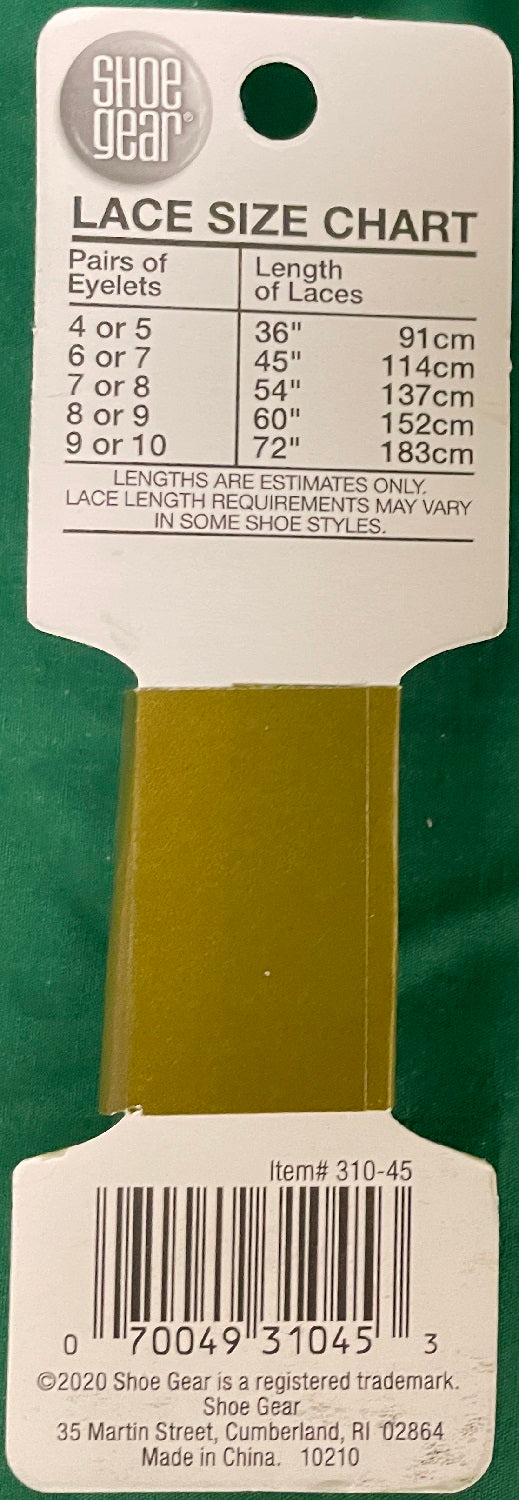 SHOE
gear®
LACE SIZE CHART
Pairs of
Eyelets
Length
of Laces
4 or 5 36" 91cm
6 or 7 45" 114cm
7 or 8 54" 137cm
8 or 9 60" 152cm
9 or 10 72" 183cm
LENGTHS ARE ESTIMATES ONLY.
LACE LENGTH REQUIREMENTS MAY VARY
IN SOME SHOE STYLES.
Item# 310-45
0 70049 31045 3
©2020 Shoe Gear is a registered trademark.
Shoe Gear
35 Martin Street, Cumberland, RI 02864
Made in China. 10210